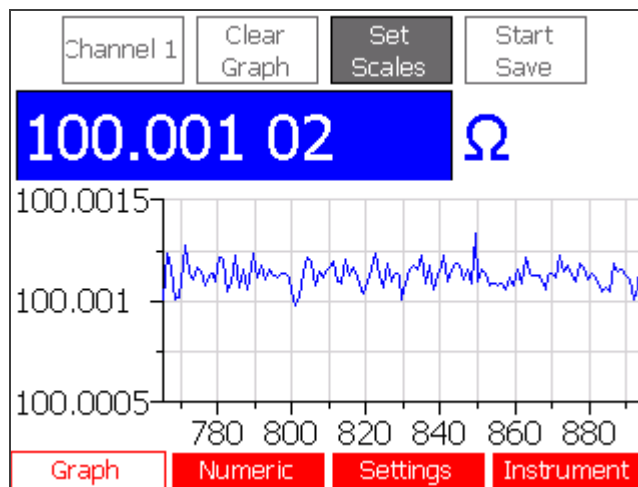 Channel 1 Clear Graph Set Scales Start Save
100.001 02 Ω
100.0015
100.001
100.0005
780 800 820 840 860 880
Graph Numeric Settings Instrument